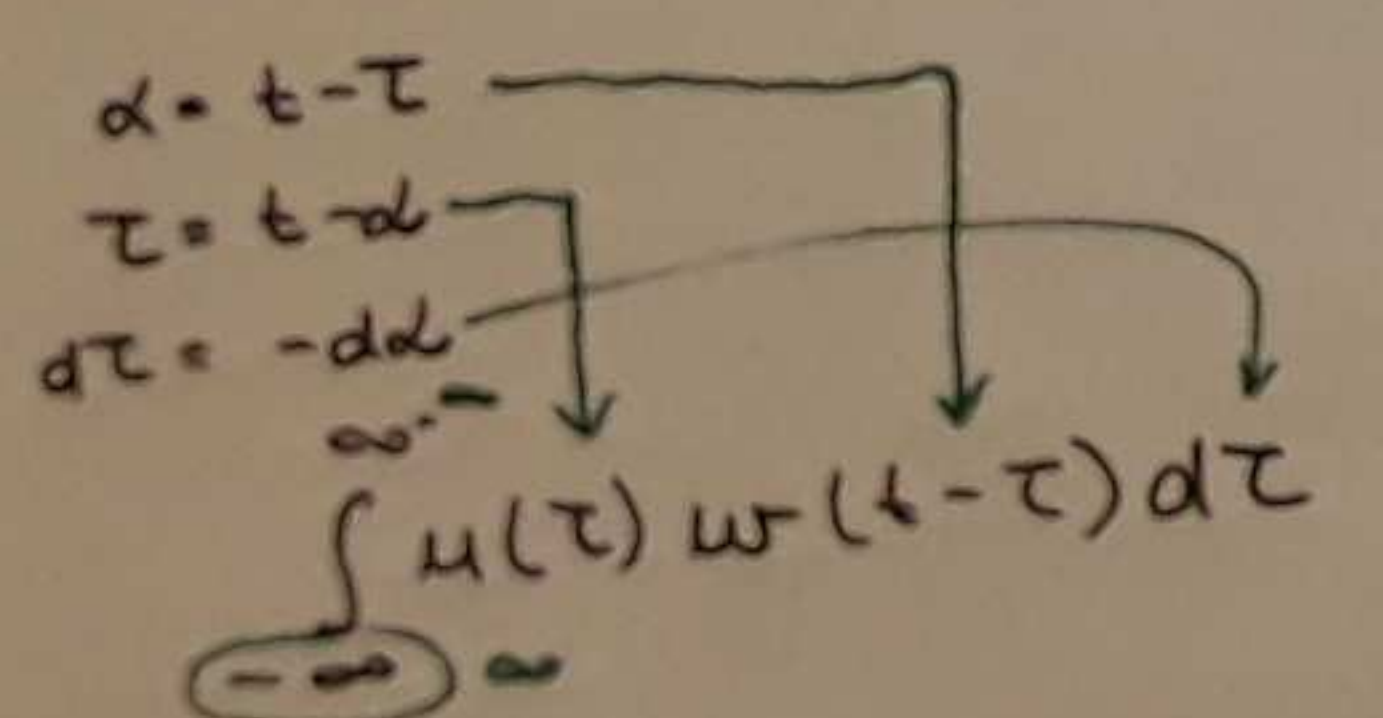 α = t - τ
τ = t - α
dτ = -dα
∞ -
∫ u(τ) w(t - τ) dτ
-∞ ∞